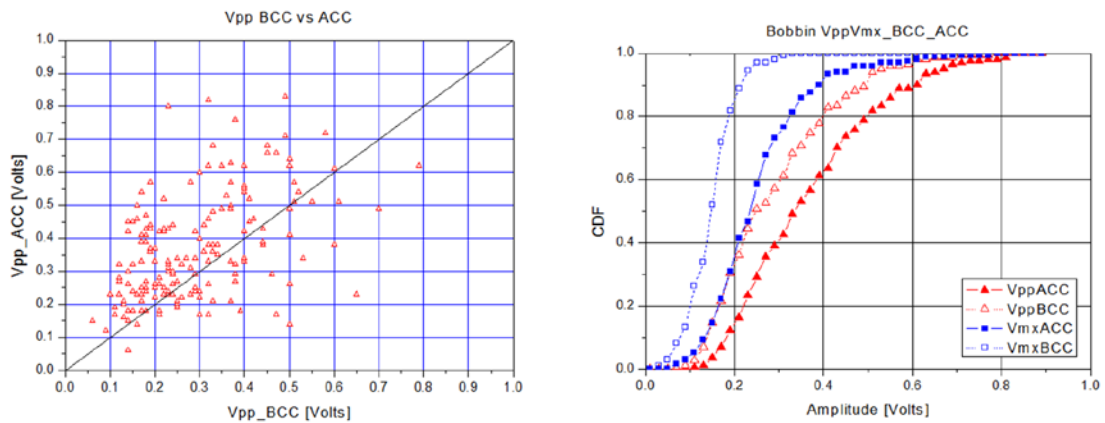 Vpp BCC vs ACC
1.0
0.9
0.8
0.7
0.6
0.5
0.4
0.3
0.2
0.1
0.0
Vpp_ACC [Volts]
0.0 0.1 0.2 0.3 0.4 0.5 0.6 0.7 0.8 0.9 1.0
Vpp_BCC [Volts]
Bobbin VppVmx_BCC_ACC
1.0
0.8
0.6
0.4
0.2
0.0
CDF
VppACC
VppBCC
VmxACC
VmxBCC
0.0 0.2 0.4 0.6 0.8 1.0
Amplitude [Volts]